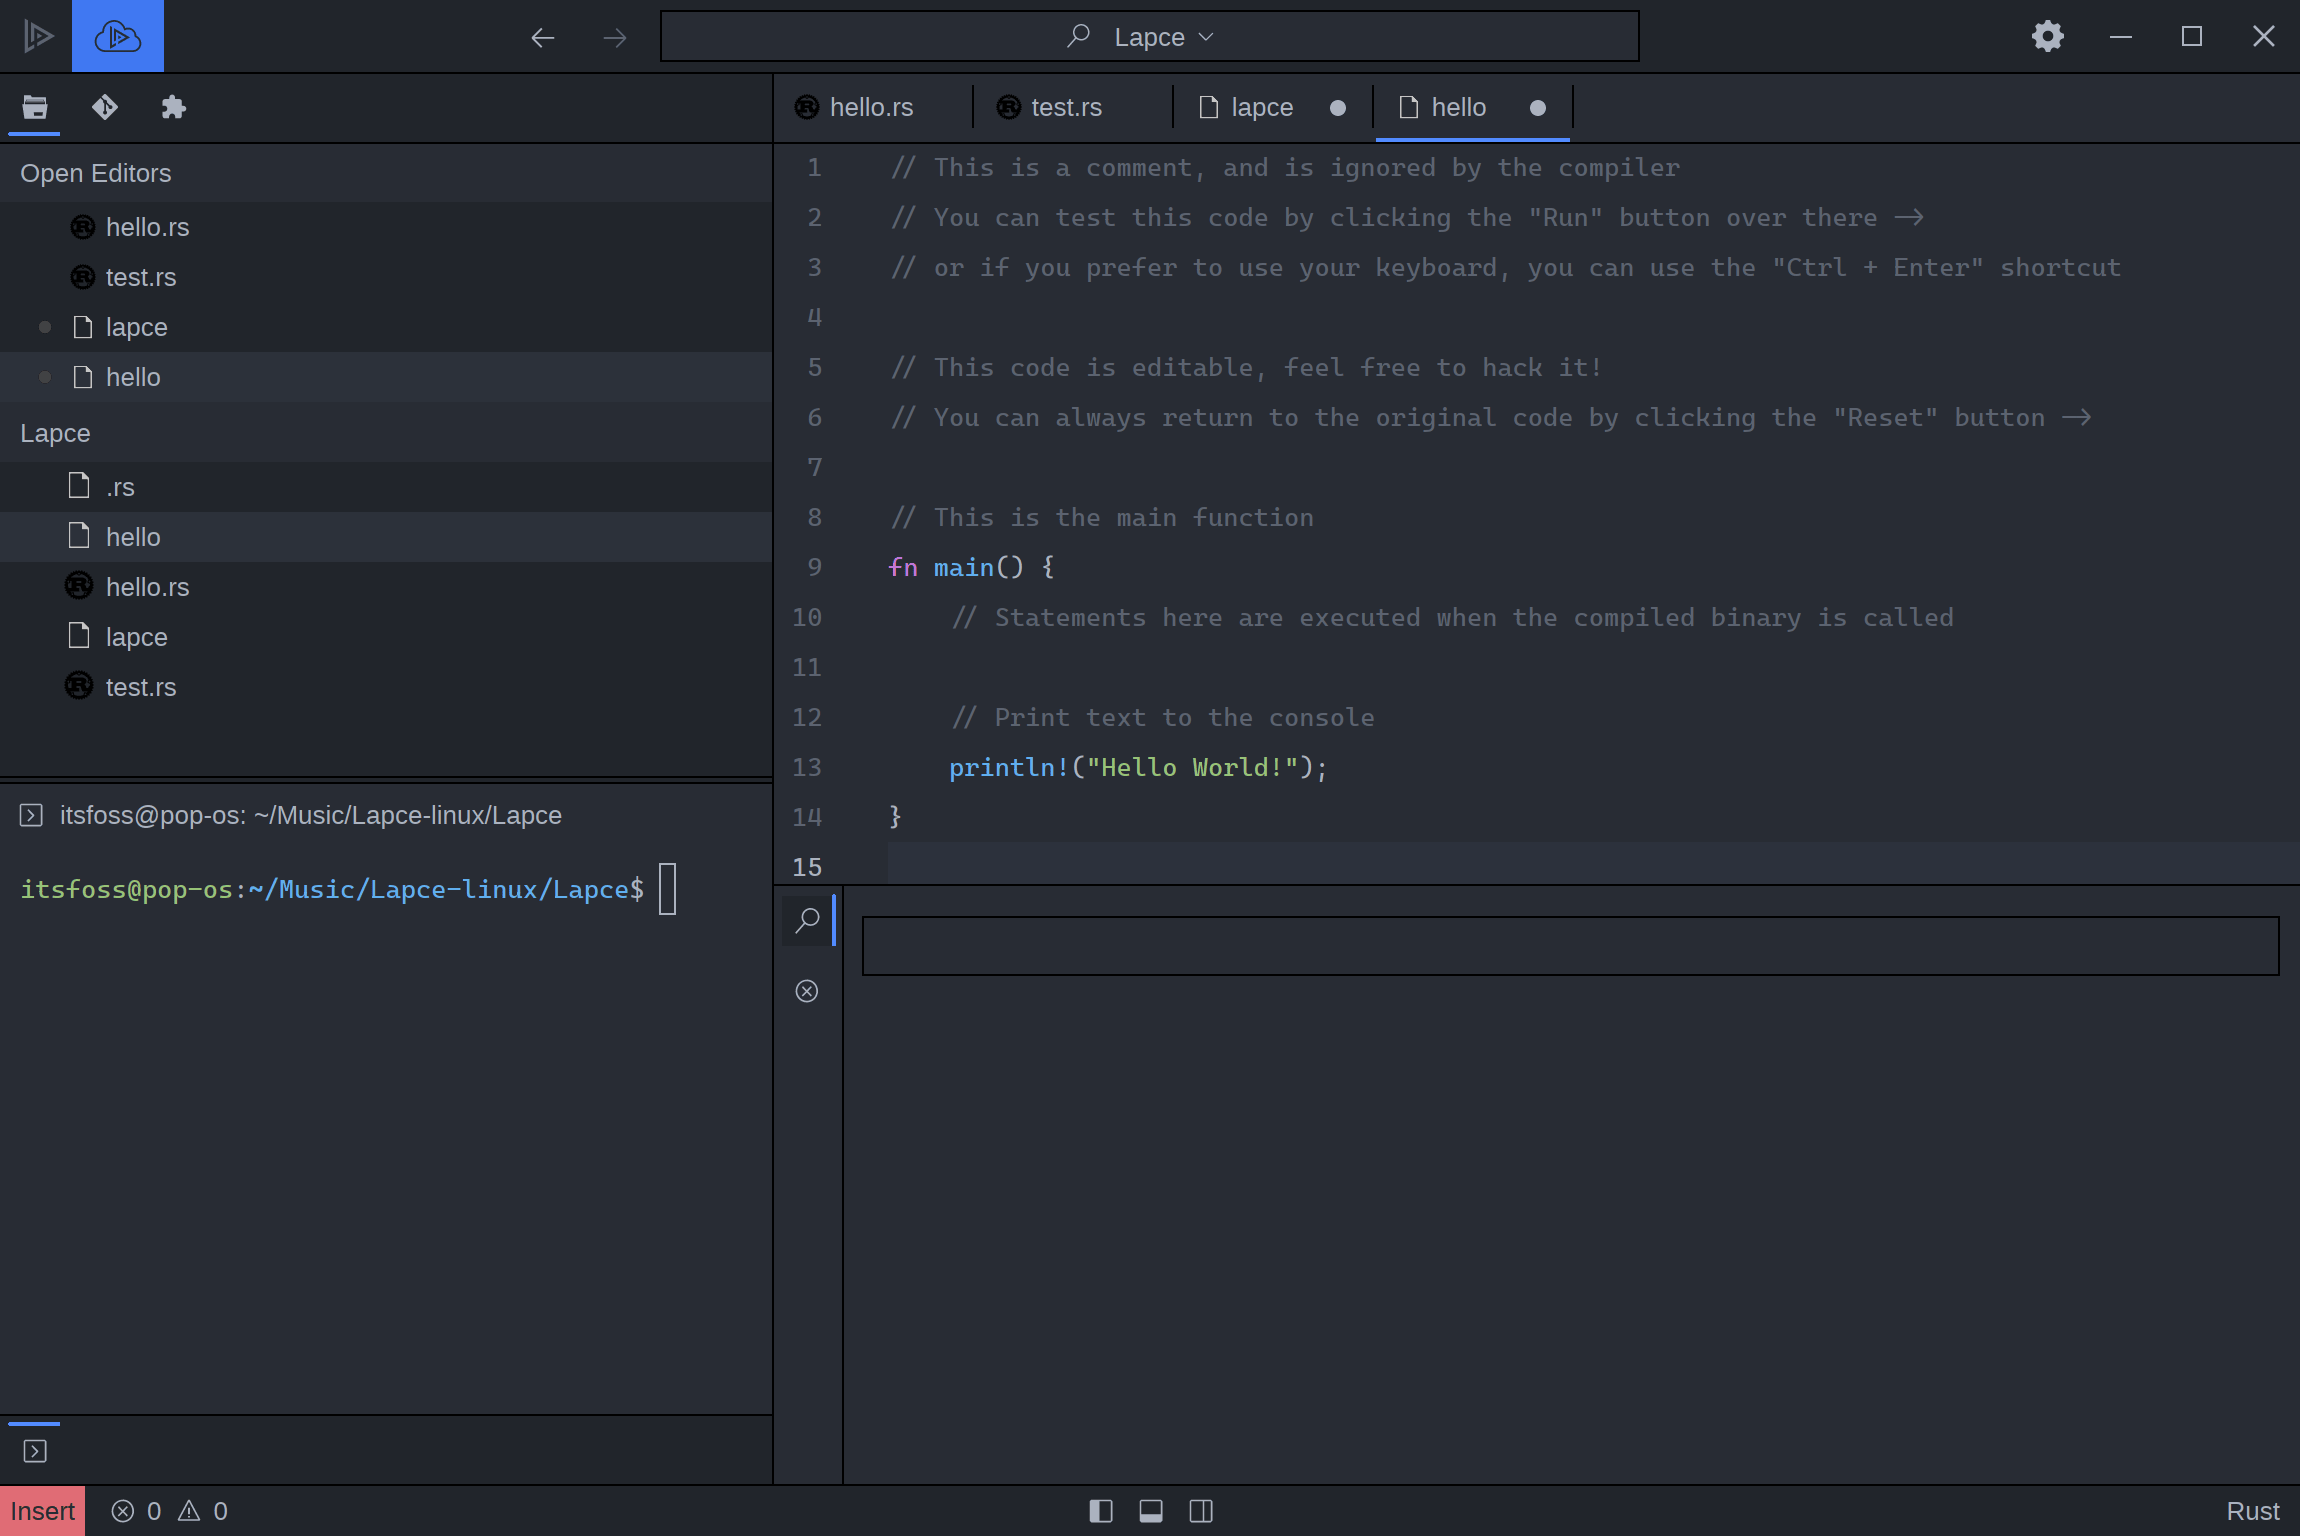 Lapce
hello.rs
test.rs
lapce
hello
Open Editors
hello.rs
test.rs
lapce
hello
Lapce
.rs
hello
hello.rs
lapce
test.rs
itsfoss@pop-os: ~/Music/Lapce-linux/Lapce
itsfoss@pop-os:~/Music/Lapce-linux/Lapce$
1 // This is a comment, and is ignored by the compiler
2 // You can test this code by clicking the "Run" button over there ->
3 // or if you prefer to use your keyboard, you can use the "Ctrl + Enter" shortcut
4
5 // This code is editable, feel free to hack it!
6 // You can always return to the original code by clicking the "Reset" button ->
7
8 // This is the main function
9 fn main() {
10     // Statements here are executed when the compiled binary is called
11
12     // Print text to the console
13     println!("Hello World!");
14 }
15
Insert 0 0
Rust